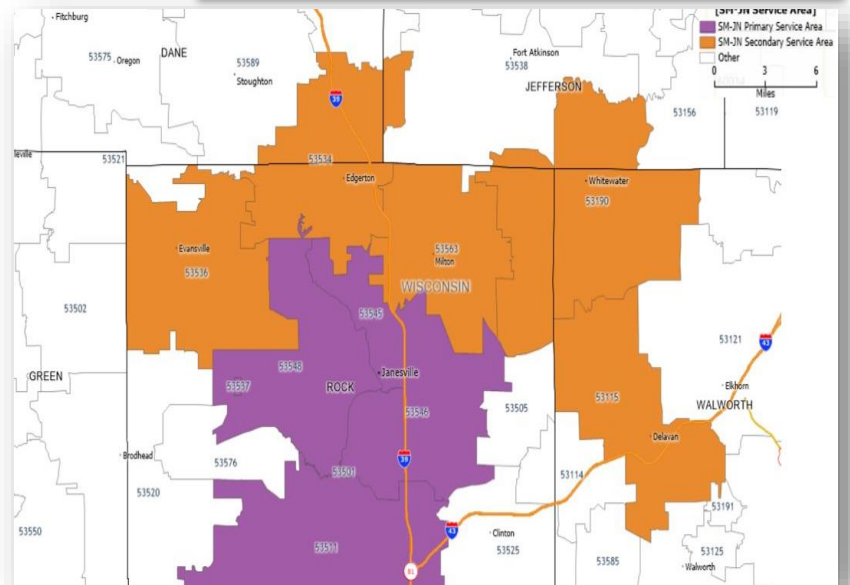 [SM-JN Service Area]
SM-JN Primary Service Area
SM-JN Secondary Service Area
Other
0 3 6
Miles
Fitchburg
53575
Oregon
DANE
53589
Stoughton
39
Fort Atkinson
53538
JEFFERSON
53156
53119
53521
53534
Edgerton
Whitewater
53190
Evansville
53536
53563
Milton
WISCONSIN
53502
53545
53121
43
GREEN
53548
Janesville
53537
ROCK
53546
53505
53115
Elkhorn
WALWORTH
Delavan
Brodhead
53576
53501
39
53114
53520
53191
53550
43
Clinton
53525
53511
53585
53125
Walworth
81